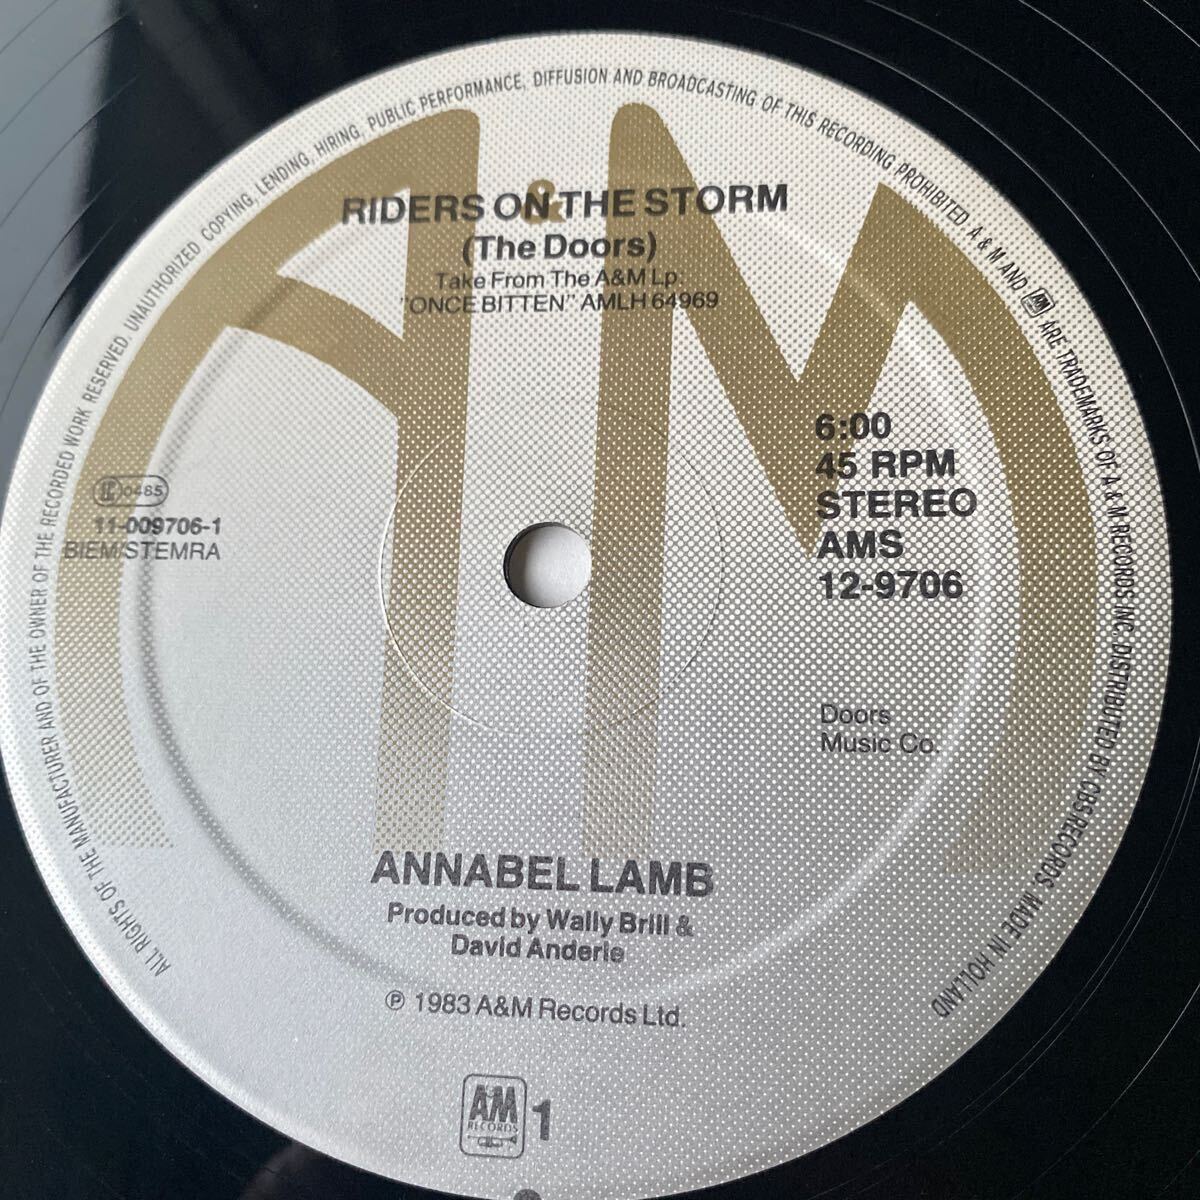 ALL RIGHTS OF THE MANUFACTURER AND OF THE OWNER OF THE RECORDED WORK RESERVED. UNAUTHORIZED COPYING, LENDING, HIRING, PUBLIC PERFORMANCE, DIFFUSION AND BROADCASTING OF THIS RECORDING PROHIBITED A & M AND AM ARE TRADEMARKS OF A & M RECORDS INC. DISTRIBUTED BY CBS RECORDS. MADE IN HOLLAND
A&M
RIDERS ON THE STORM
(The Doors)
Take From The A&M Lp
"ONCE BITTEN" AMLH 64969
6:00
45 RPM
STEREO
AMS
12-9706
LC 0485
11-009706-1
BIEM/STEMRA
Doors
Music Co.
ANNABEL LAMB
Produced by Wally Brill &
David Anderle
℗ 1983 A&M Records Ltd.
AM
RECORDS
1